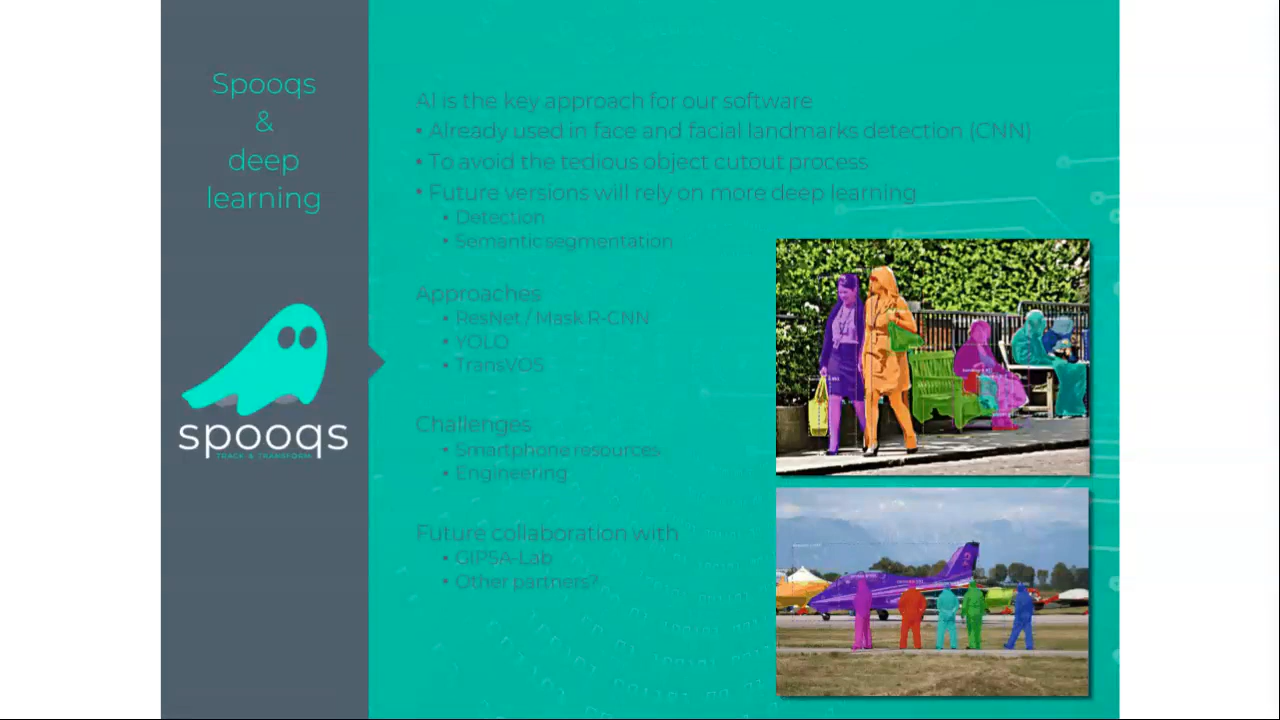 Spooqs
&
deep
learning
spooqs
TRACK & TRANSFORM
AI is the key approach for our software
• Already used in face and facial landmarks detection (CNN)
• To avoid the tedious object cutout process
• Future versions will rely on more deep learning
• Detection
• Semantic segmentation
Approaches
• ResNet / Mask R-CNN
• YOLO
• TransVOS
Challenges
• Smartphone resources
• Engineering
Future collaboration with
• GIPSA-Lab
• Other partners?